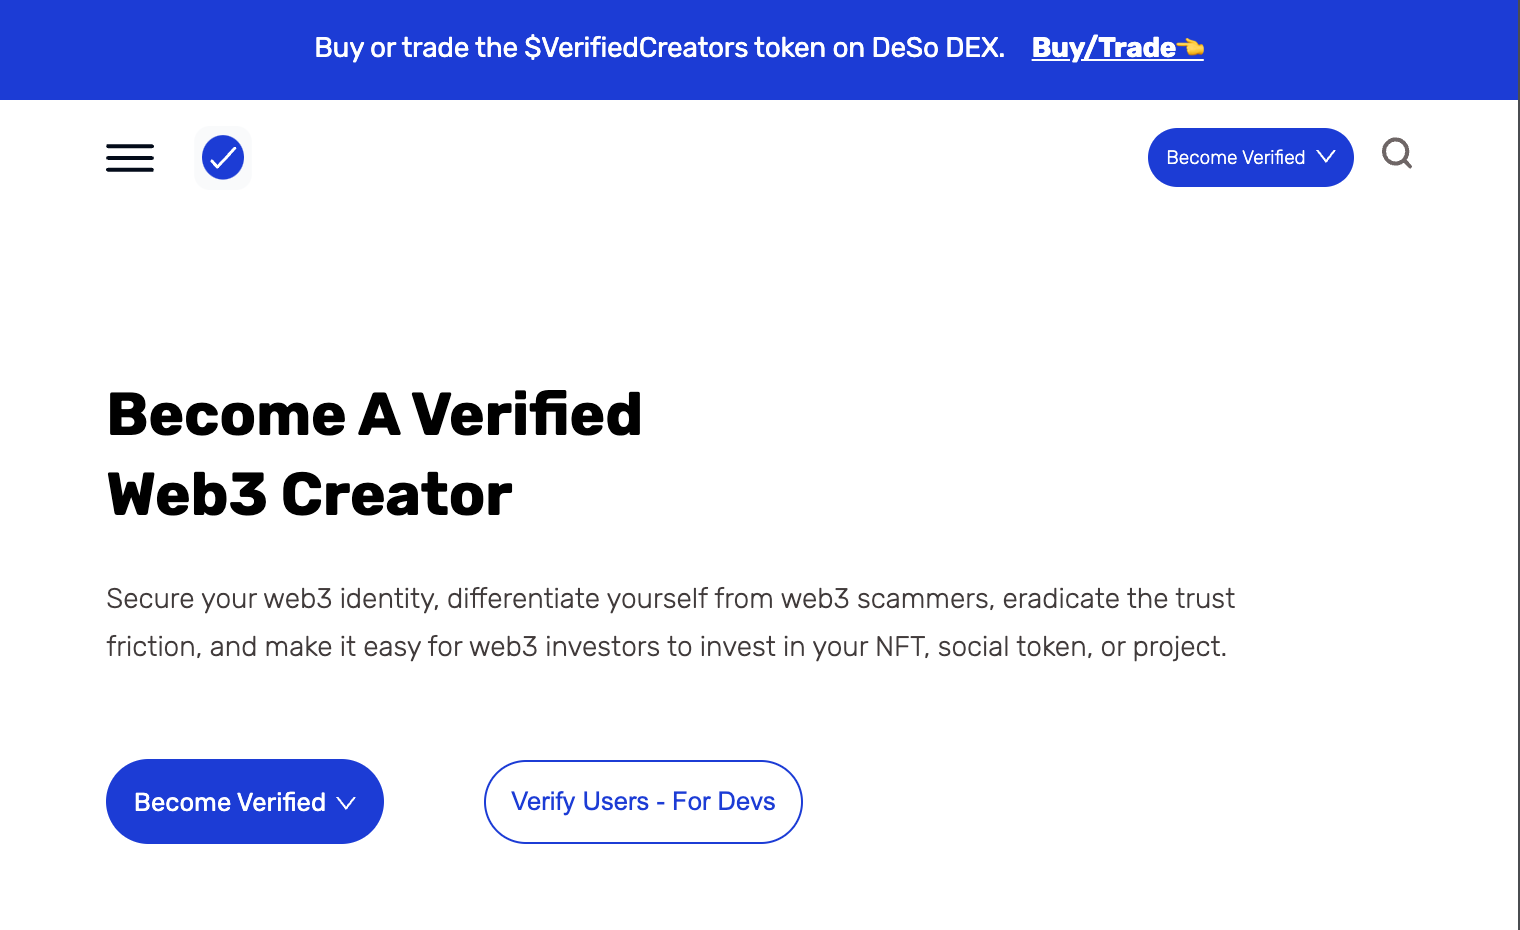 Buy or trade the $VerifiedCreators token on DeSo DEX. Buy/Trade👈
Become Verified
Become A Verified
Web3 Creator
Secure your web3 identity, differentiate yourself from web3 scammers, eradicate the trust
friction, and make it easy for web3 investors to invest in your NFT, social token, or project.
Become Verified
Verify Users - For Devs